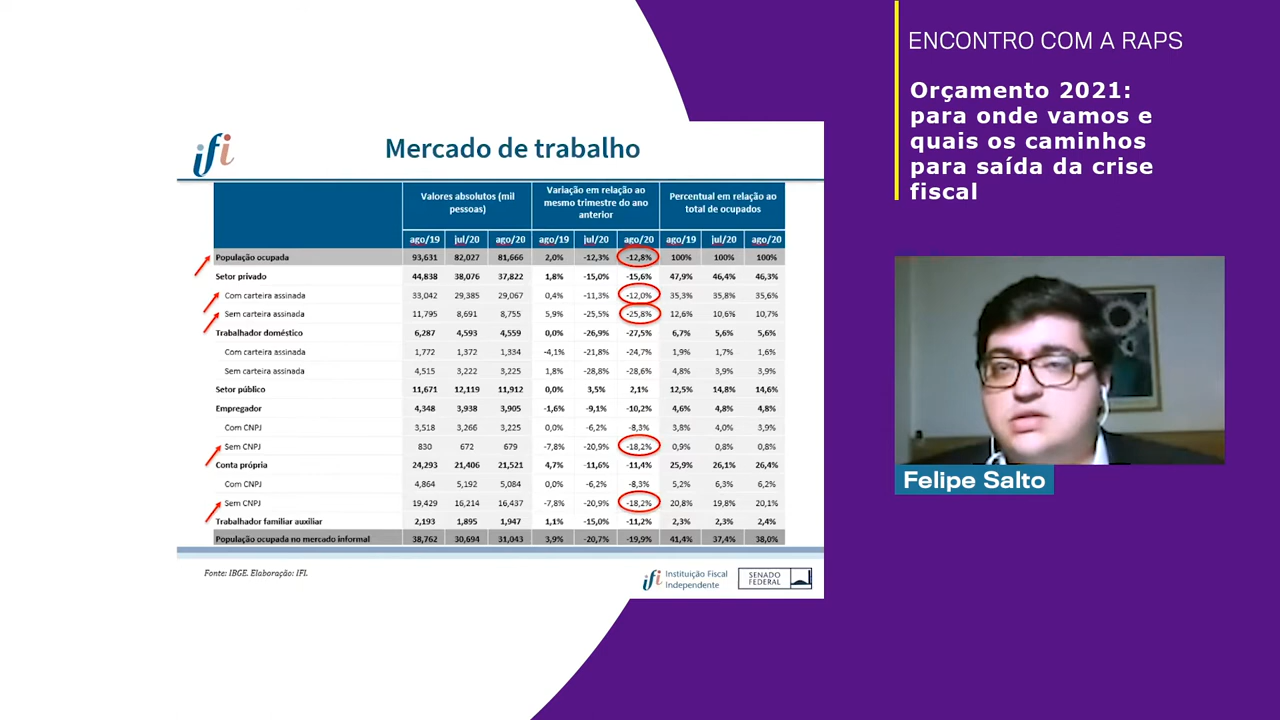 ENCONTRO COM A RAPS
Orçamento 2021:
para onde vamos e
quais os caminhos
para saída da crise
fiscal
ifi
Mercado de trabalho
Valores absolutos (mil pessoas) Variação em relação ao mesmo trimestre do ano anterior Percentual em relação ao total de ocupados
ago/19 jul/20 ago/20 ago/19 jul/20 ago/20 ago/19 jul/20 ago/20
População ocupada 93,631 82,027 81,666 2,0% -12,3% -12,8% 100% 100% 100%
Setor privado 44,838 38,076 37,822 1,8% -15,0% -15,6% 47,9% 46,4% 46,3%
Com carteira assinada 33,042 29,385 29,067 0,4% -11,3% -12,0% 35,3% 35,8% 35,6%
Sem carteira assinada 11,795 8,691 8,755 5,9% -25,5% -25,8% 12,6% 10,6% 10,7%
Trabalhador doméstico 6,287 4,593 4,559 0,0% -26,9% -27,5% 6,7% 5,6% 5,6%
Com carteira assinada 1,772 1,372 1,334 -4,1% -21,8% -24,7% 1,9% 1,7% 1,6%
Sem carteira assinada 4,515 3,222 3,225 1,8% -28,8% -28,6% 4,8% 3,9% 3,9%
Setor público 11,671 12,119 11,912 0,0% 3,5% 2,1% 12,5% 14,8% 14,6%
Empregador 4,348 3,938 3,905 -1,6% -9,1% -10,2% 4,6% 4,8% 4,8%
Com CNPJ 3,518 3,266 3,225 0,0% -6,2% -8,3% 3,8% 4,0% 3,9%
Sem CNPJ 830 672 679 -7,8% -20,9% -18,2% 0,9% 0,8% 0,8%
Conta própria 24,293 21,406 21,521 4,7% -11,6% -11,4% 25,9% 26,1% 26,4%
Com CNPJ 4,864 5,192 5,084 0,0% -6,2% -8,3% 5,2% 6,3% 6,2%
Sem CNPJ 19,429 16,214 16,437 -7,8% -20,9% -18,2% 20,8% 19,8% 20,1%
Trabalhador familiar auxiliar 2,193 1,895 1,947 1,1% -15,0% -11,2% 2,3% 2,3% 2,4%
População ocupada no mercado informal 38,762 30,694 31,043 3,9% -20,7% -19,9% 41,4% 37,4% 38,0%
Fonte: IBGE. Elaboração: IFI.
ifi Instituição Fiscal
Independente
SENADO
FEDERAL
Felipe Salto